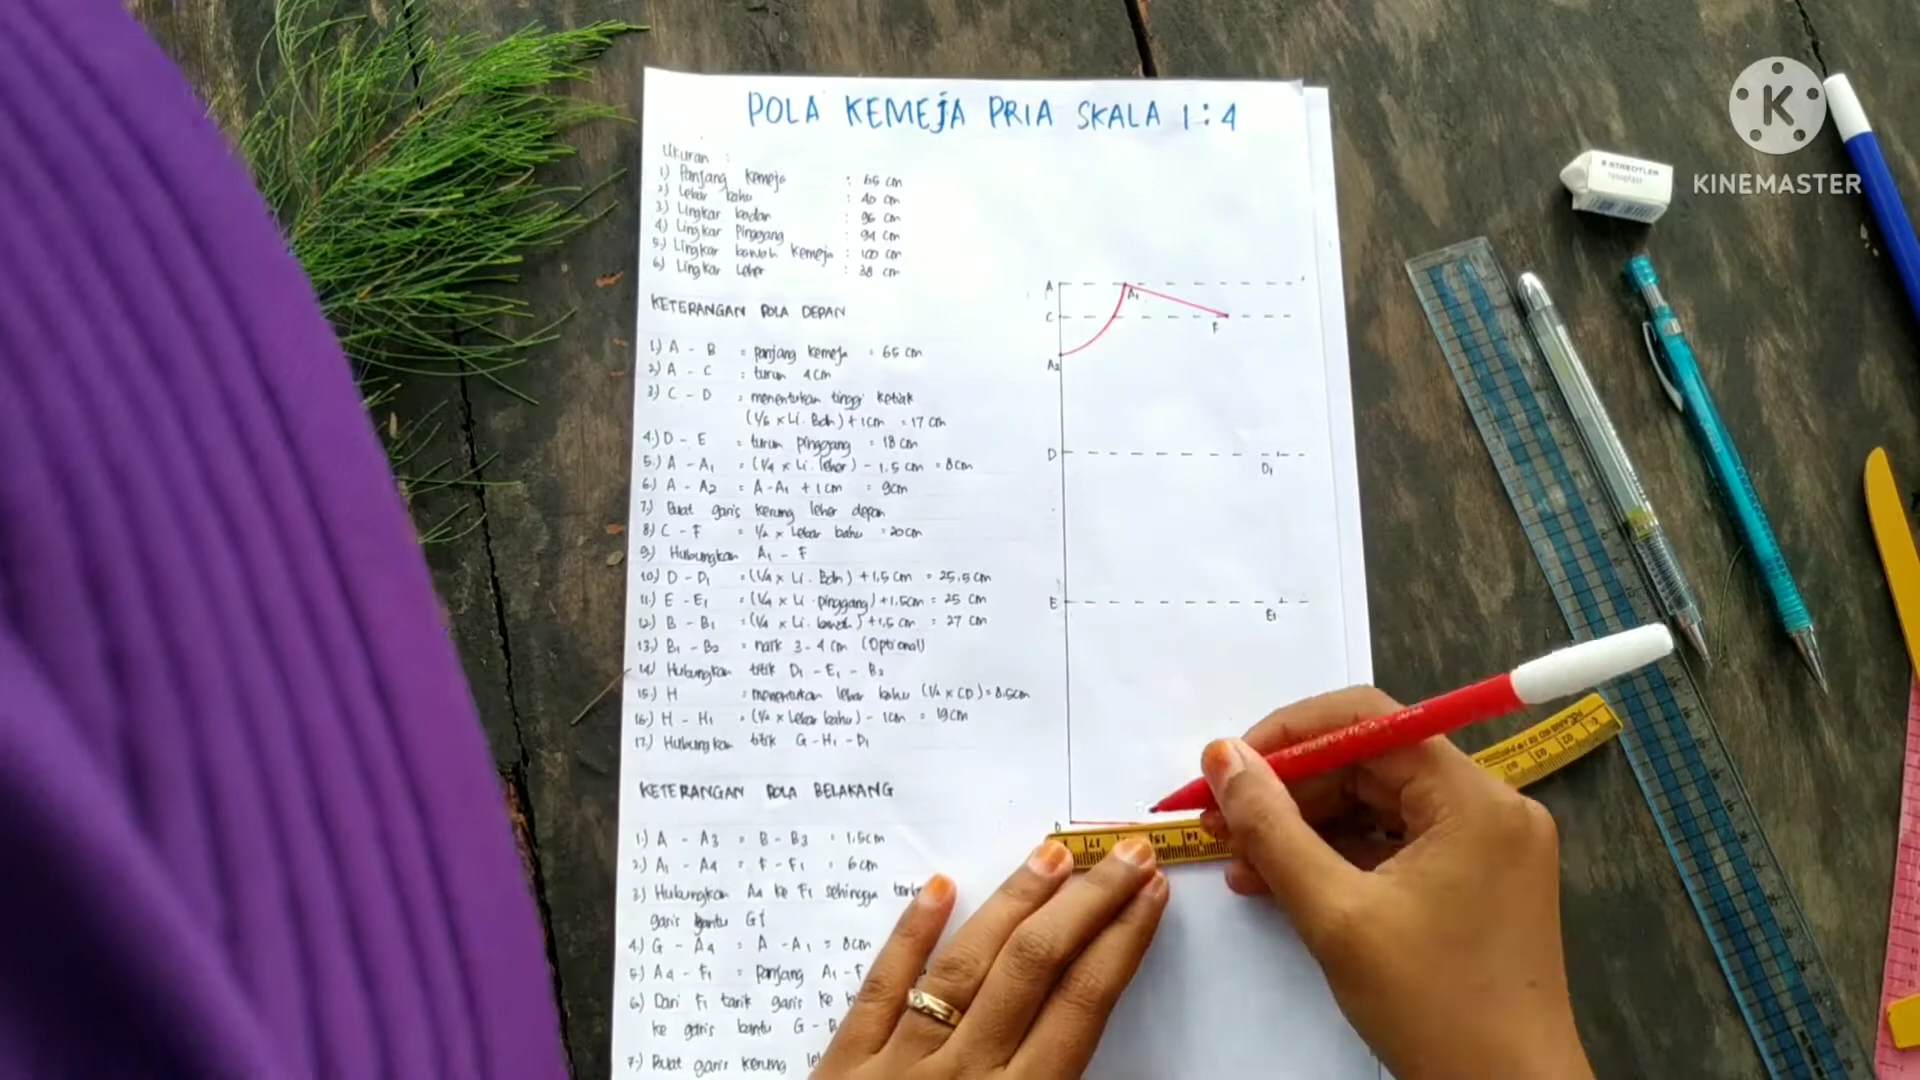 POLA KEMEJA PRIA SKALA 1:4
Ukuran :
1) Panjang kemeja : 65 cm
2) Lebar bahu : 40 cm
3) Lingkar badan : 96 cm
4) Lingkar Pinggang : 94 cm
5) Lingkar bawah kemeja : 100 cm
6) Lingkar Leher : 38 cm
KETERANGAN POLA DEPAN
1.) A - B = panjang kemeja = 65 cm
2) A - C = turun 4 cm
3) C - D = menentukan tinggi ketiak
(1/6 x Li. Bdn) + 1 cm = 17 cm
4.) D - E = turun pinggang = 18 cm
5.) A - A1 = (1/4 x Li. leher) - 1.5 cm = 8 cm
6.) A - A2 = A-A1 + 1 cm = 9 cm
7.) Buat garis kerung leher depan
8.) C - F = 1/2 x Lebar bahu = 20 cm
9.) Hubungkan A1 - F
10.) D - D1 = (1/4 x Li. Bdn) + 1,5 cm = 25,5 cm
11.) E - E1 = (1/4 x Li. pinggang) + 1,5 cm = 25 cm
12.) B - B1 = (1/4 x Li. bawah) + 1,5 cm = 27 cm
13.) B1 - B2 = naik 3-4 cm (Optional)
14.) Hubungkan titik D1 - E1 - B2
15.) H = menentukan lebar bahu (1/2 x CD) = 8.5 cm
16.) H - H1 = (1/2 x Lebar bahu) - 1 cm = 19 cm
17.) Hubungkan titik G - H1 - D1
KETERANGAN POLA BELAKANG
1.) A - A3 = B - B3 = 1,5 cm
2.) A1 - A4 = F - F1 = 6 cm
3.) Hubungkan A4 ke F1 sehingga
garis bantu G
4.) G - A4 = A - A1 = 8 cm
5.) A4 - F1 = panjang A1 - F
6.) Dari F1 tarik garis ke
ke garis bantu G -
7.) Buat garis kerung
A
A1
C
F
A2
D
D1
E
E1
KINEMASTER
K
STAEDTLER